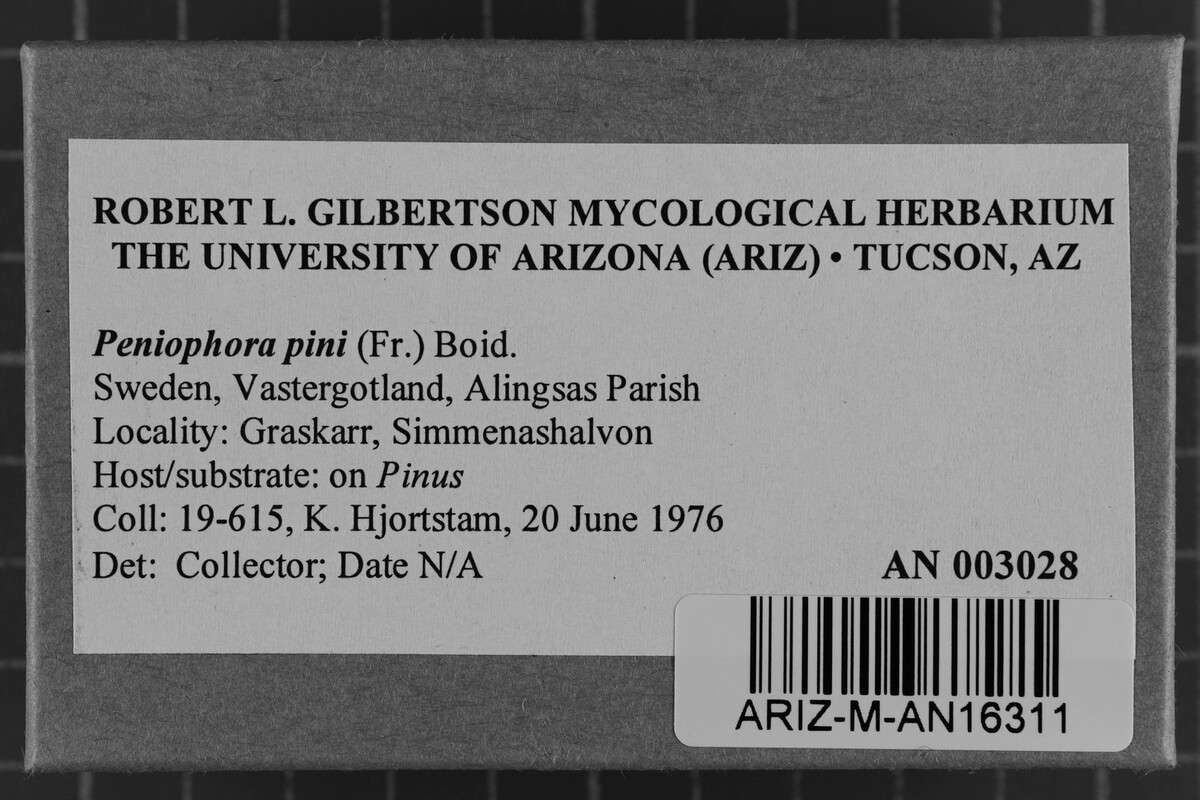 ROBERT L. GILBERTSON MYCOLOGICAL HERBARIUM
THE UNIVERSITY OF ARIZONA (ARIZ) • TUCSON, AZ
Peniophora pini (Fr.) Boid.
Sweden, Vastergotland, Alingsas Parish
Locality: Graskarr, Simmenashalvon
Host/substrate: on Pinus
Coll: 19-615, K. Hjortstam, 20 June 1976
Det: Collector; Date N/A
AN 003028
ARIZ-M-AN16311